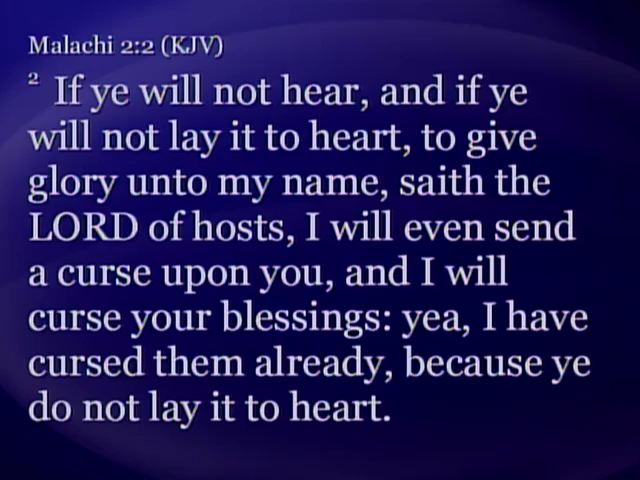 Malachi 2:2 (KJV)
2 If ye will not hear, and if ye
will not lay it to heart, to give
glory unto my name, saith the
LORD of hosts, I will even send
a curse upon you, and I will
curse your blessings: yea, I have
cursed them already, because ye
do not lay it to heart.